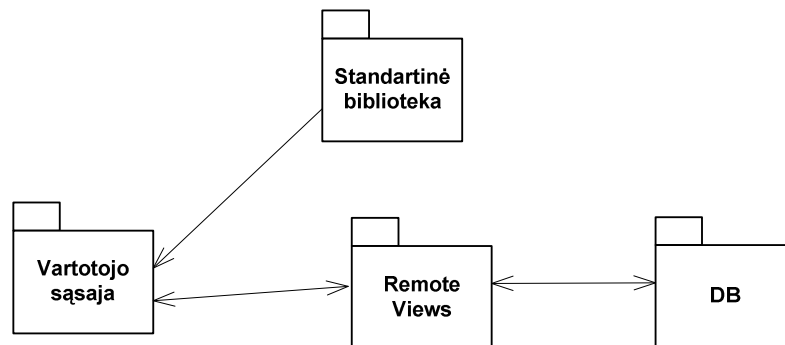 Standartinė
biblioteka
Vartotojo
sąsaja
Remote
Views
DB